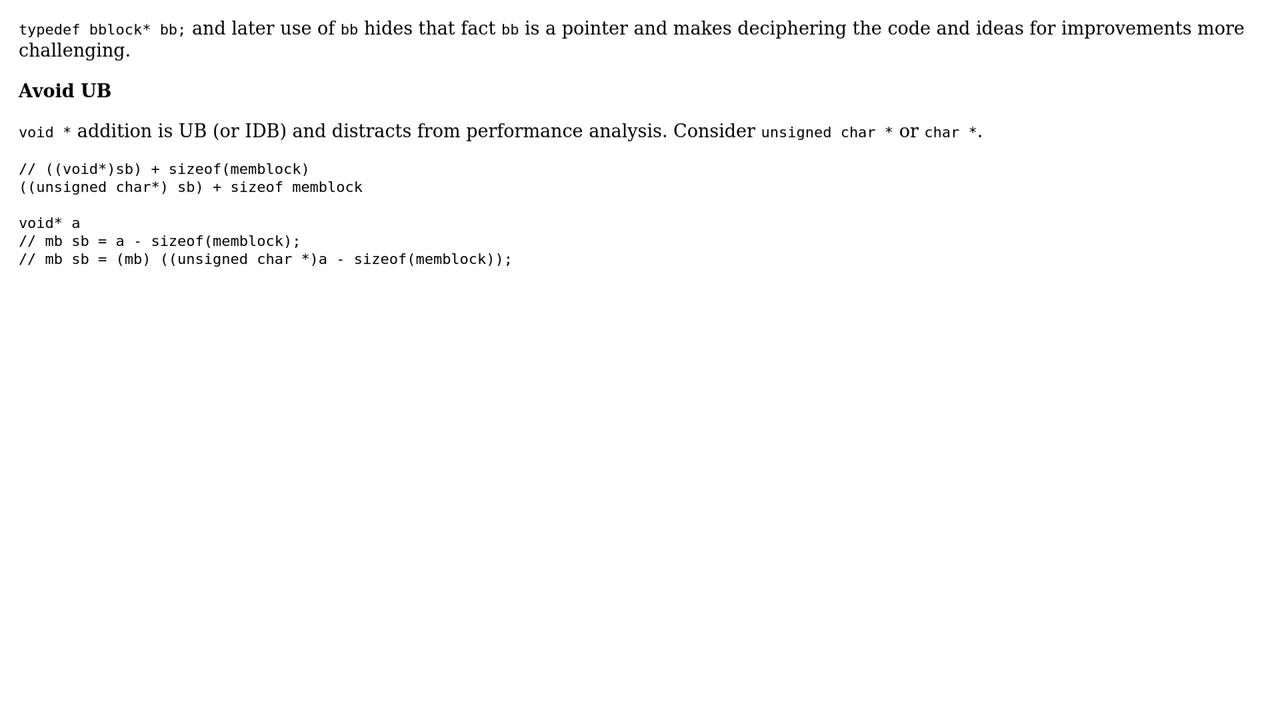 typedef bblock* bb; and later use of bb hides that fact bb is a pointer and makes deciphering the code and ideas for improvements more
challenging.
Avoid UB
void * addition is UB (or IDB) and distracts from performance analysis. Consider unsigned char * or char *.
// ((void*)sb) + sizeof(memblock)
((unsigned char*) sb) + sizeof memblock
void* a
// mb sb = a - sizeof(memblock);
// mb sb = (mb) ((unsigned char *)a - sizeof(memblock));